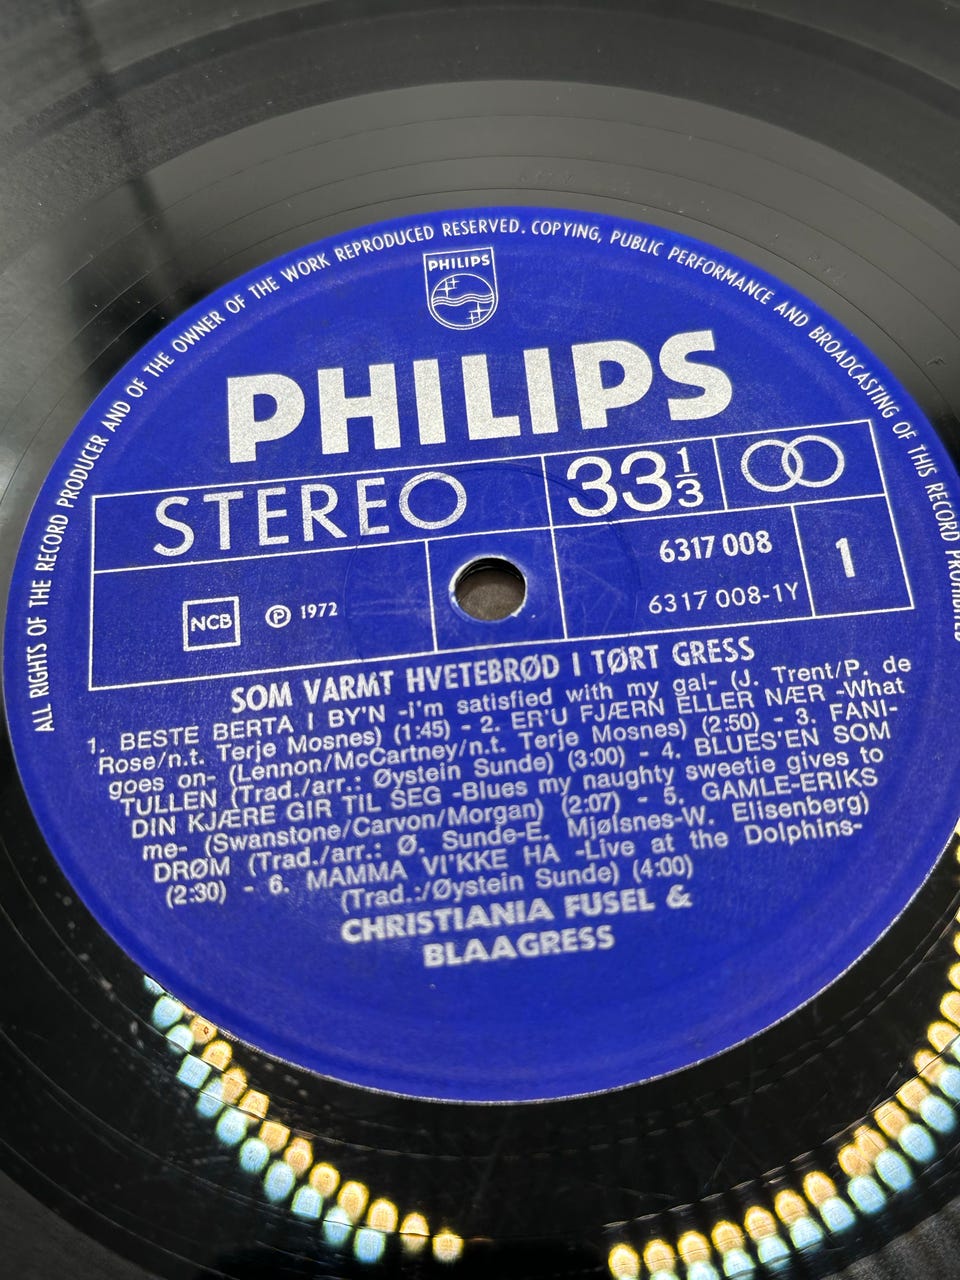 ALL RIGHTS OF THE RECORD PRODUCER AND OF THE OWNER OF THE WORK REPRODUCED RESERVED. COPYING, PUBLIC PERFORMANCE AND BROADCASTING OF THIS RECORD PROHIBITED
PHILIPS
PHILIPS
STEREO 33 1/3
NCB ℗ 1972 6317 008 1
6317 008-1Y
SOM VARMT HVETEBRØD I TØRT GRESS
1. BESTE BERTA I BY'N -I'm satisfied with my gal- (J. Trent/P. de
Rose/n.t. Terje Mosnes) (1:45) - 2. ER'U FJÆRN ELLER NÆR -What
goes on- (Lennon/McCartney/n.t. Terje Mosnes) (2:50) - 3. FANI-
TULLEN (Trad./arr.: Øystein Sunde) (3:00) - 4. BLUES'EN SOM
DIN KJÆRE GIR TIL SEG -Blues my naughty sweetie gives to
me- (Swanstone/Carvon/Morgan) (2:07) - 5. GAMLE-ERIKS
DRØM (Trad./arr.: Ø. Sunde-E. Mjølsnes-W. Elisenberg)
(2:30) - 6. MAMMA VI'KKE HA -Live at the Dolphins-
(Trad.:/Øystein Sunde) (4:00)
CHRISTIANIA FUSEL &
BLAAGRESS